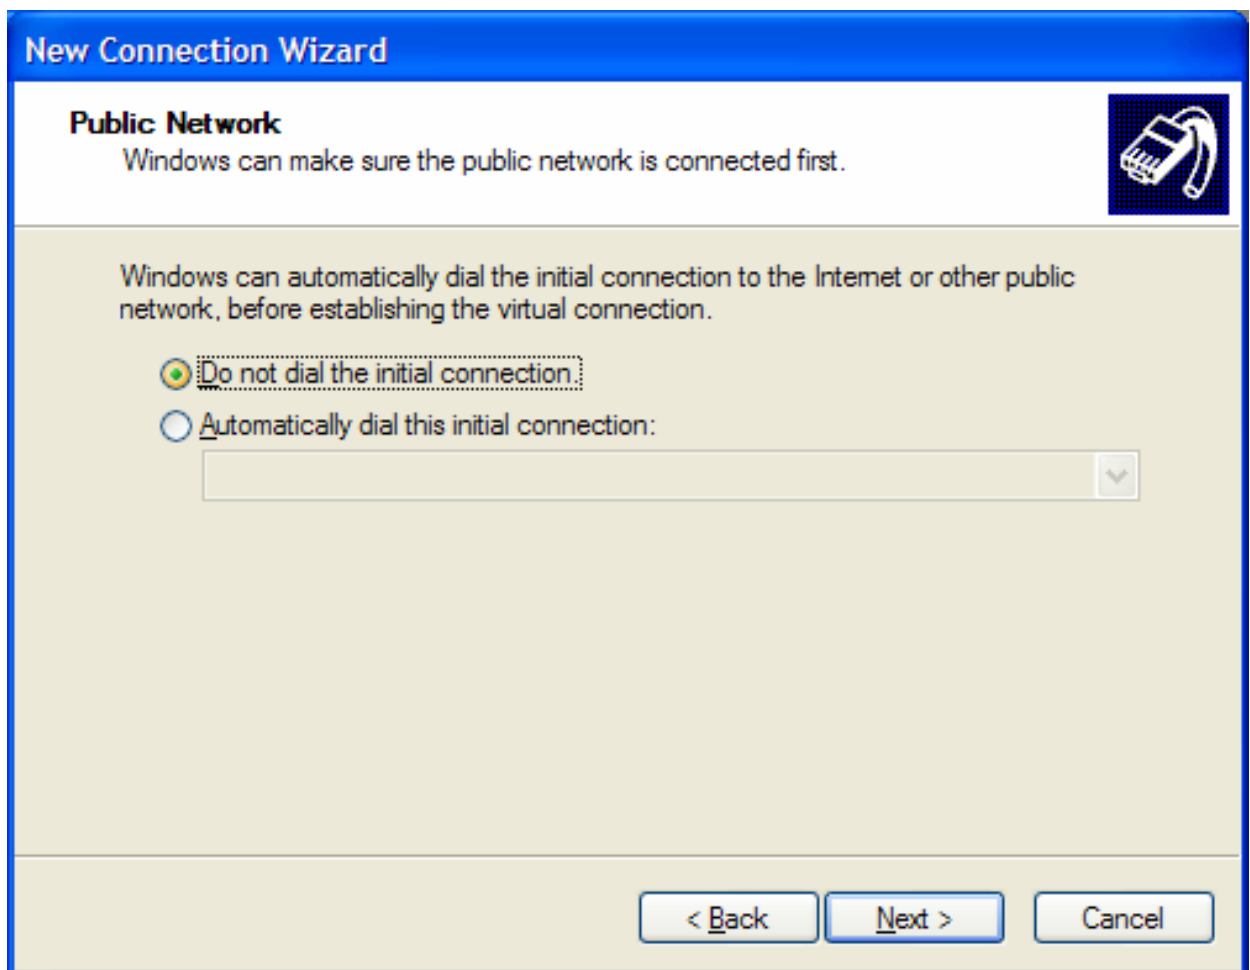 New Connection Wizard
Public Network
Windows can make sure the public network is connected first.
Windows can automatically dial the initial connection to the Internet or other public
network, before establishing the virtual connection.
Do not dial the initial connection.
Automatically dial this initial connection:
< Back Next > Cancel